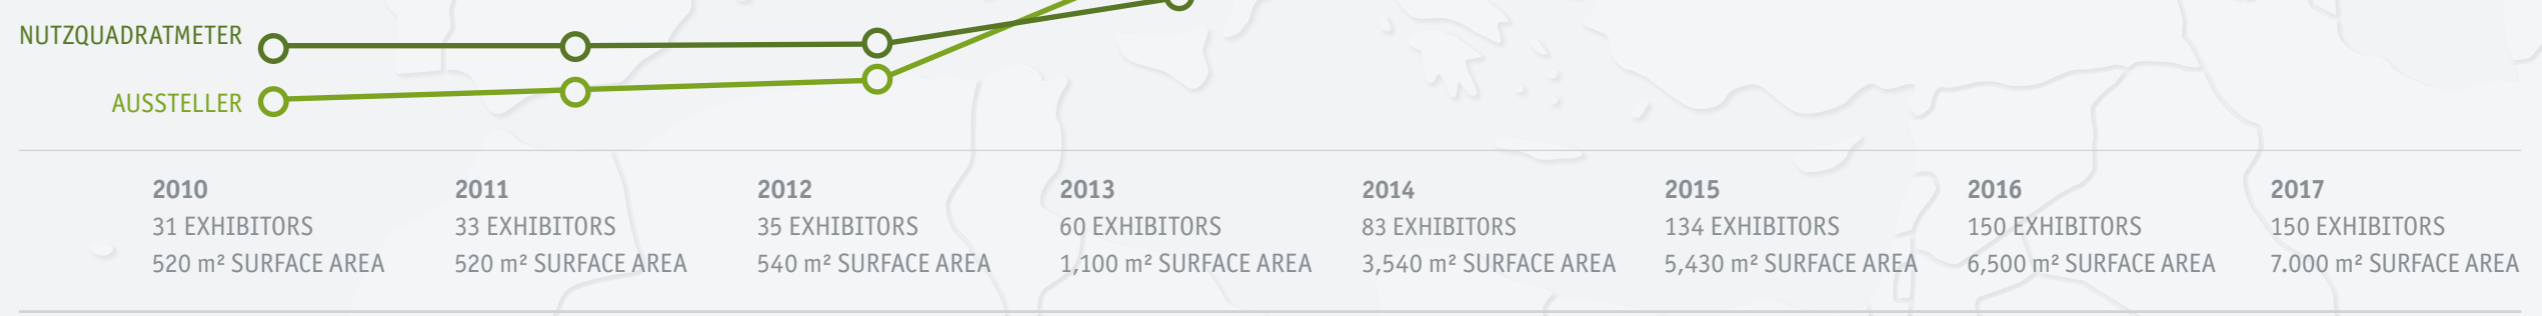 NUTZQUADRATMETER
AUSSTELLER
2010
31 EXHIBITORS
520 m² SURFACE AREA
2011
33 EXHIBITORS
520 m² SURFACE AREA
2012
35 EXHIBITORS
540 m² SURFACE AREA
2013
60 EXHIBITORS
1,100 m² SURFACE AREA
2014
83 EXHIBITORS
3,540 m² SURFACE AREA
2015
134 EXHIBITORS
5,430 m² SURFACE AREA
2016
150 EXHIBITORS
6,500 m² SURFACE AREA
2017
150 EXHIBITORS
7.000 m² SURFACE AREA